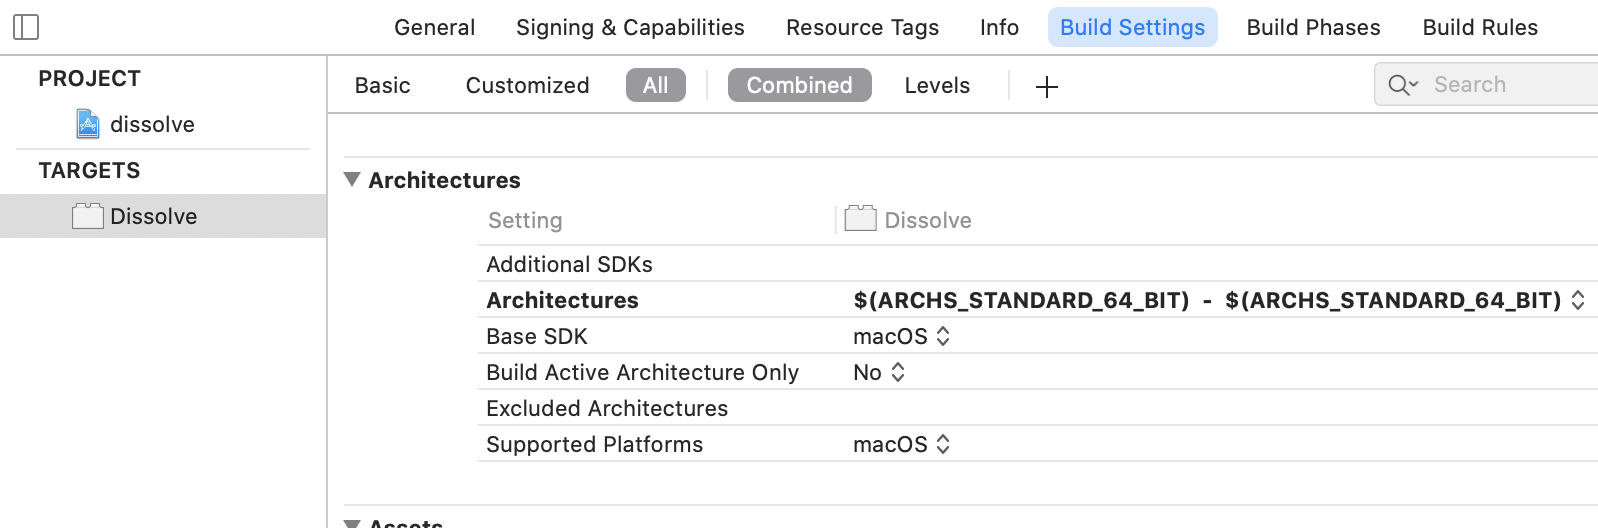 General Signing & Capabilities Resource Tags Info Build Settings Build Phases Build Rules
PROJECT
dissolve
TARGETS
Dissolve
Basic Customized All Combined Levels Search
Architectures
Setting Dissolve
Additional SDKs
Architectures $(ARCHS_STANDARD_64_BIT) - $(ARCHS_STANDARD_64_BIT)
Base SDK macOS
Build Active Architecture Only No
Excluded Architectures
Supported Platforms macOS
Assets